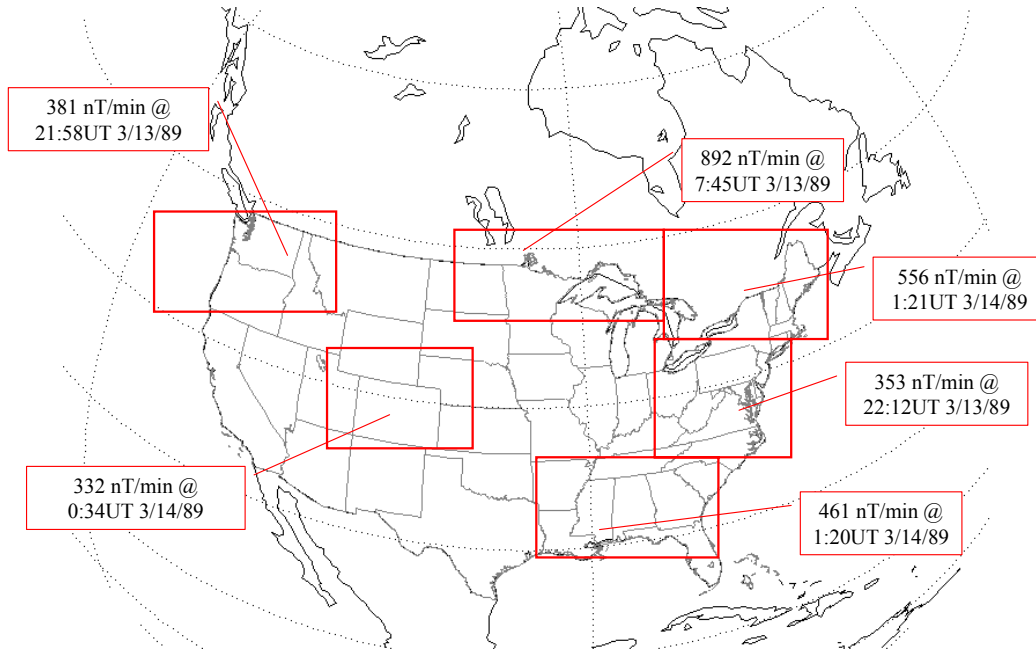 381 nT/min @
21:58UT 3/13/89
892 nT/min @
7:45UT 3/13/89
556 nT/min @
1:21UT 3/14/89
353 nT/min @
22:12UT 3/13/89
332 nT/min @
0:34UT 3/14/89
461 nT/min @
1:20UT 3/14/89